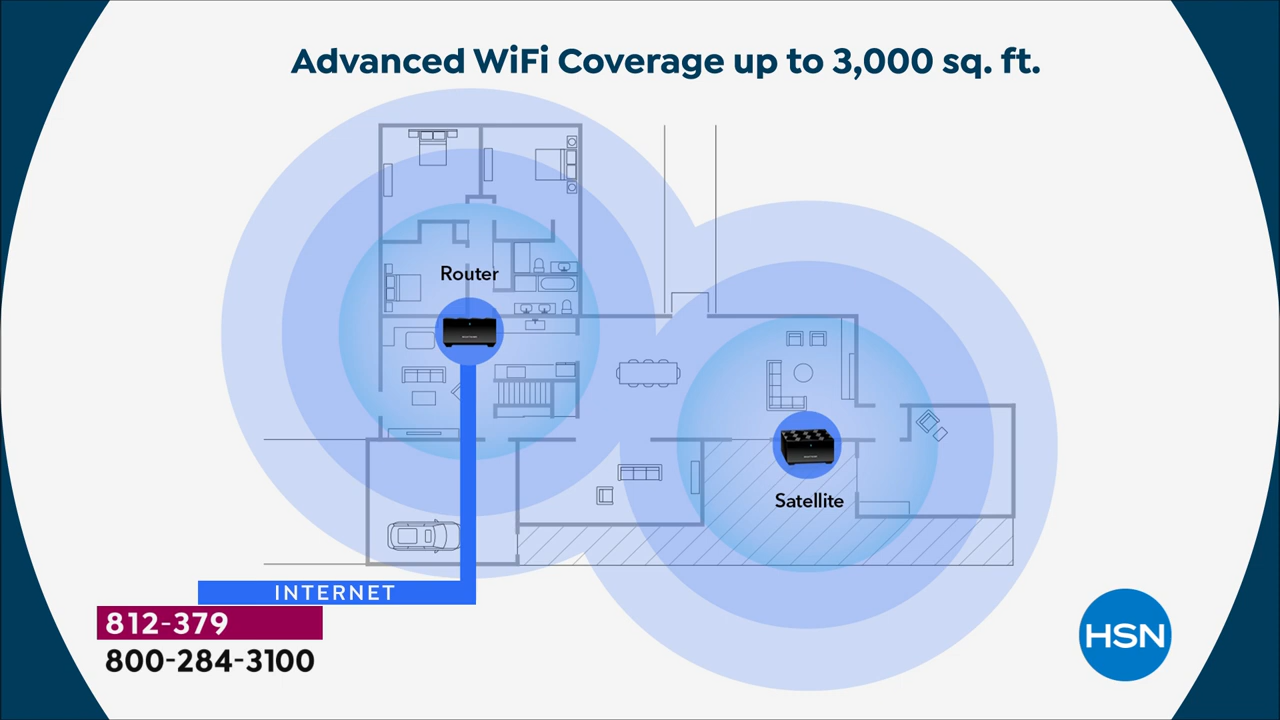 Advanced WiFi Coverage up to 3,000 sq. ft.
Router
Satellite
INTERNET
812-379
800-284-3100
HSN